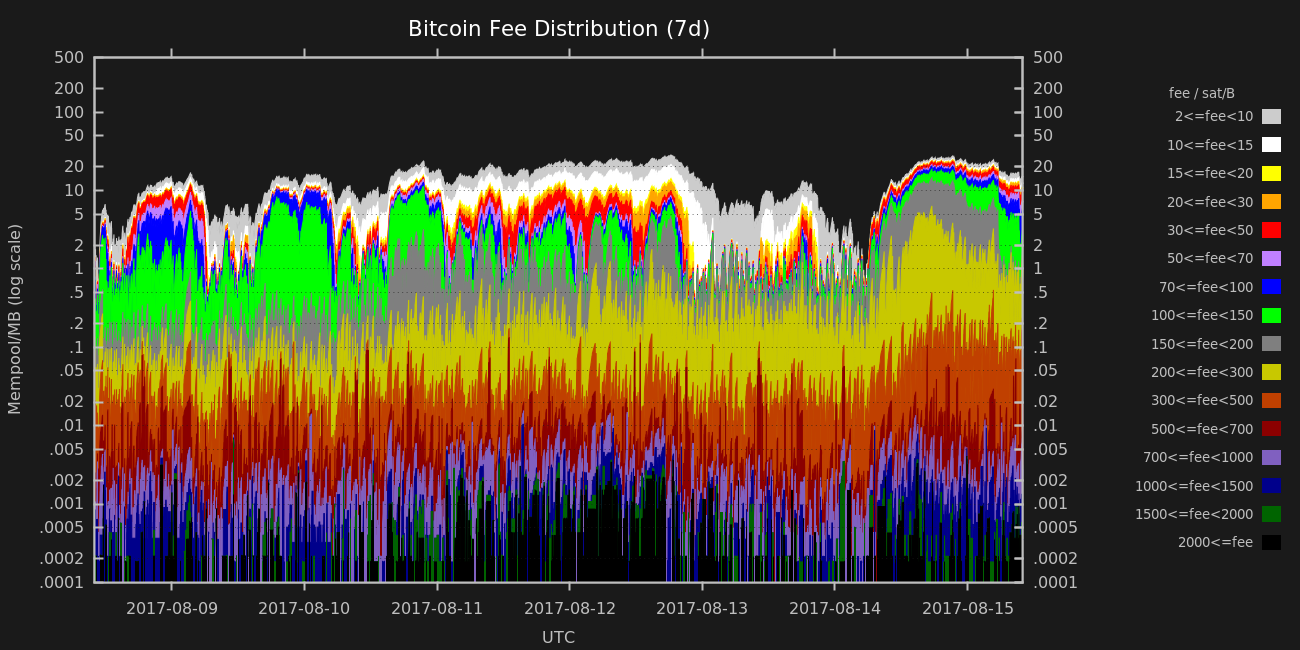 Bitcoin Fee Distribution (7d)
500 500
200 200
100 100
50 50
20 20
10 10
5 5
2 2
1 1
.5 .5
.2 .2
.1 .1
.05 .05
.02 .02
.01 .01
.005 .005
.002 .002
.001 .001
.0005 .0005
.0002 .0002
.0001 .0001
Mempool/MB (log scale)
2017-08-09 2017-08-10 2017-08-11 2017-08-12 2017-08-13 2017-08-14 2017-08-15
UTC
fee / sat/B
2<=fee<10
10<=fee<15
15<=fee<20
20<=fee<30
30<=fee<50
50<=fee<70
70<=fee<100
100<=fee<150
150<=fee<200
200<=fee<300
300<=fee<500
500<=fee<700
700<=fee<1000
1000<=fee<1500
1500<=fee<2000
2000<=fee